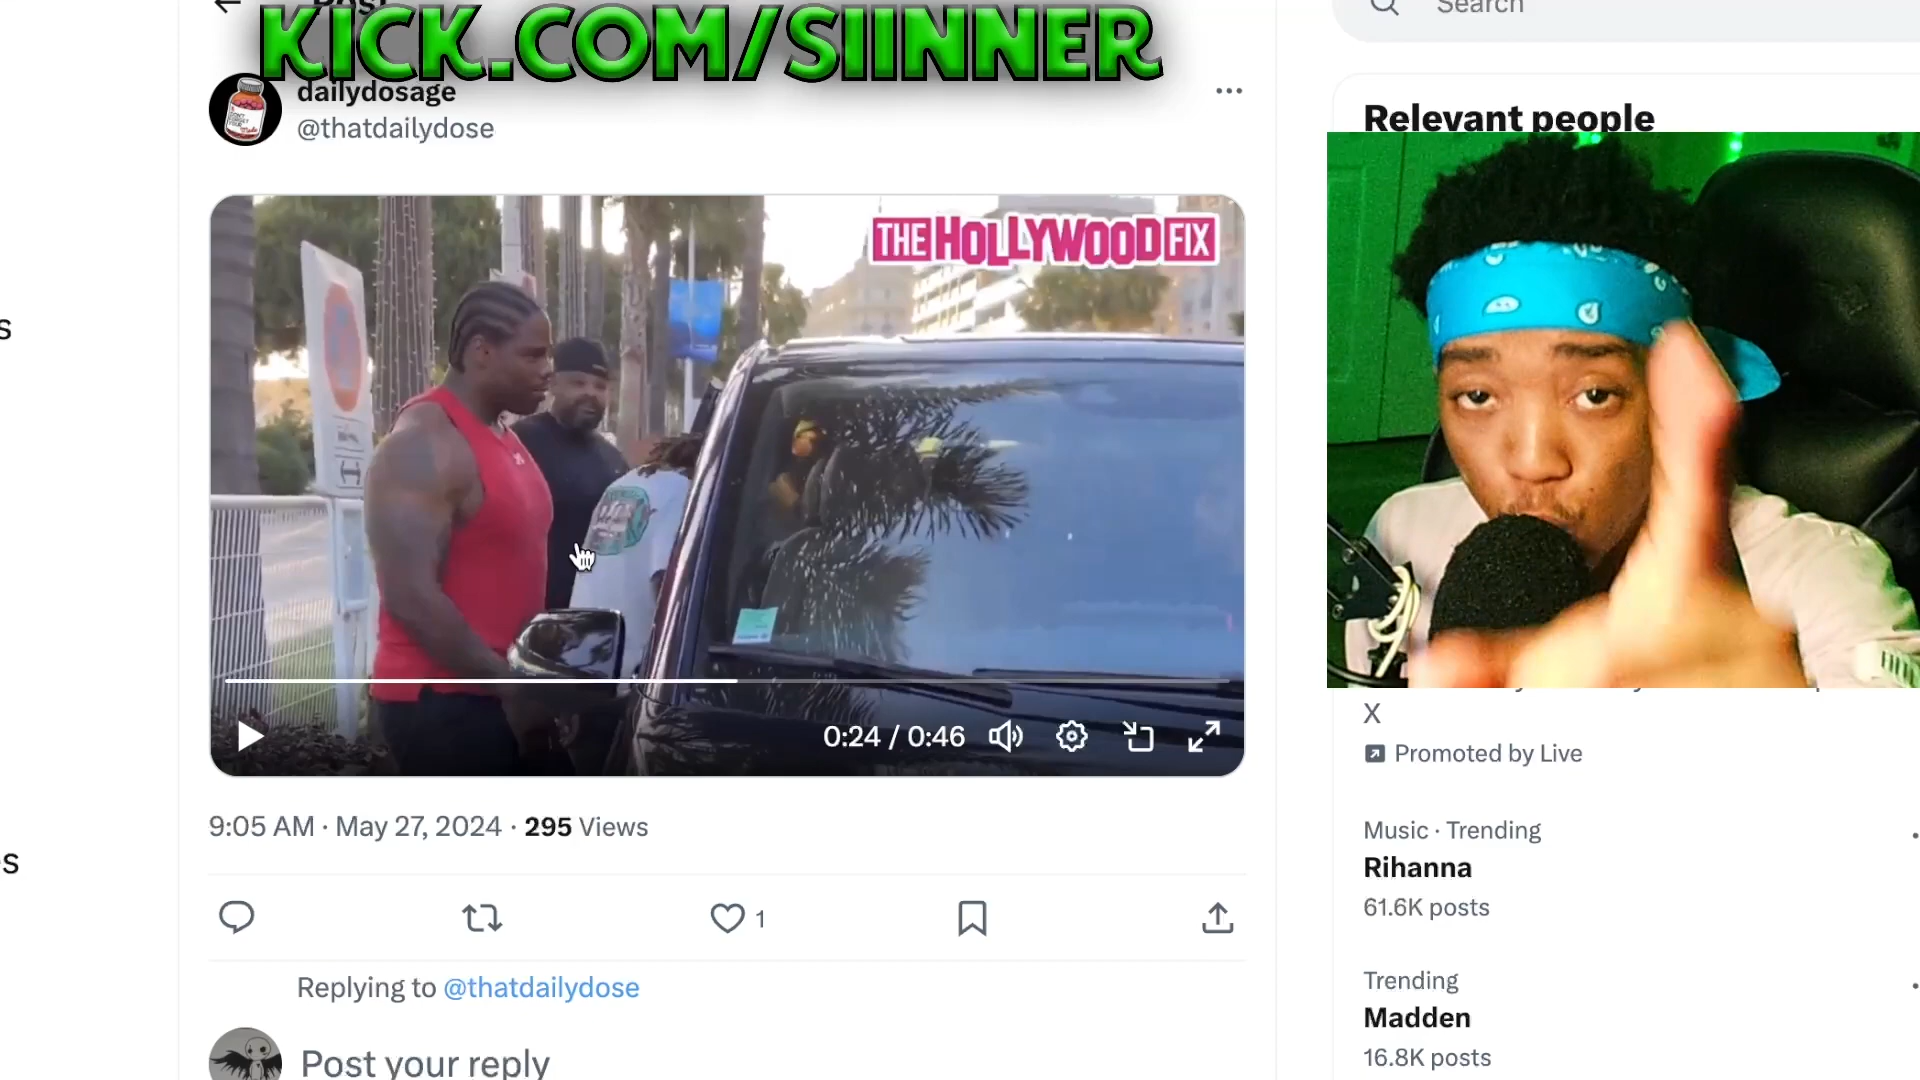 Post
KICK.COM/SIINNER
dailydosage
@thatdailydose
THE HOLLYWOOD FIX
0:24 / 0:46
9:05 AM · May 27, 2024 · 295 Views
1
Replying to @thatdailydose
Post your reply
s
s
Search
Relevant people
X
Promoted by Live
Music · Trending
Rihanna
61.6K posts
Trending
Madden
16.8K posts